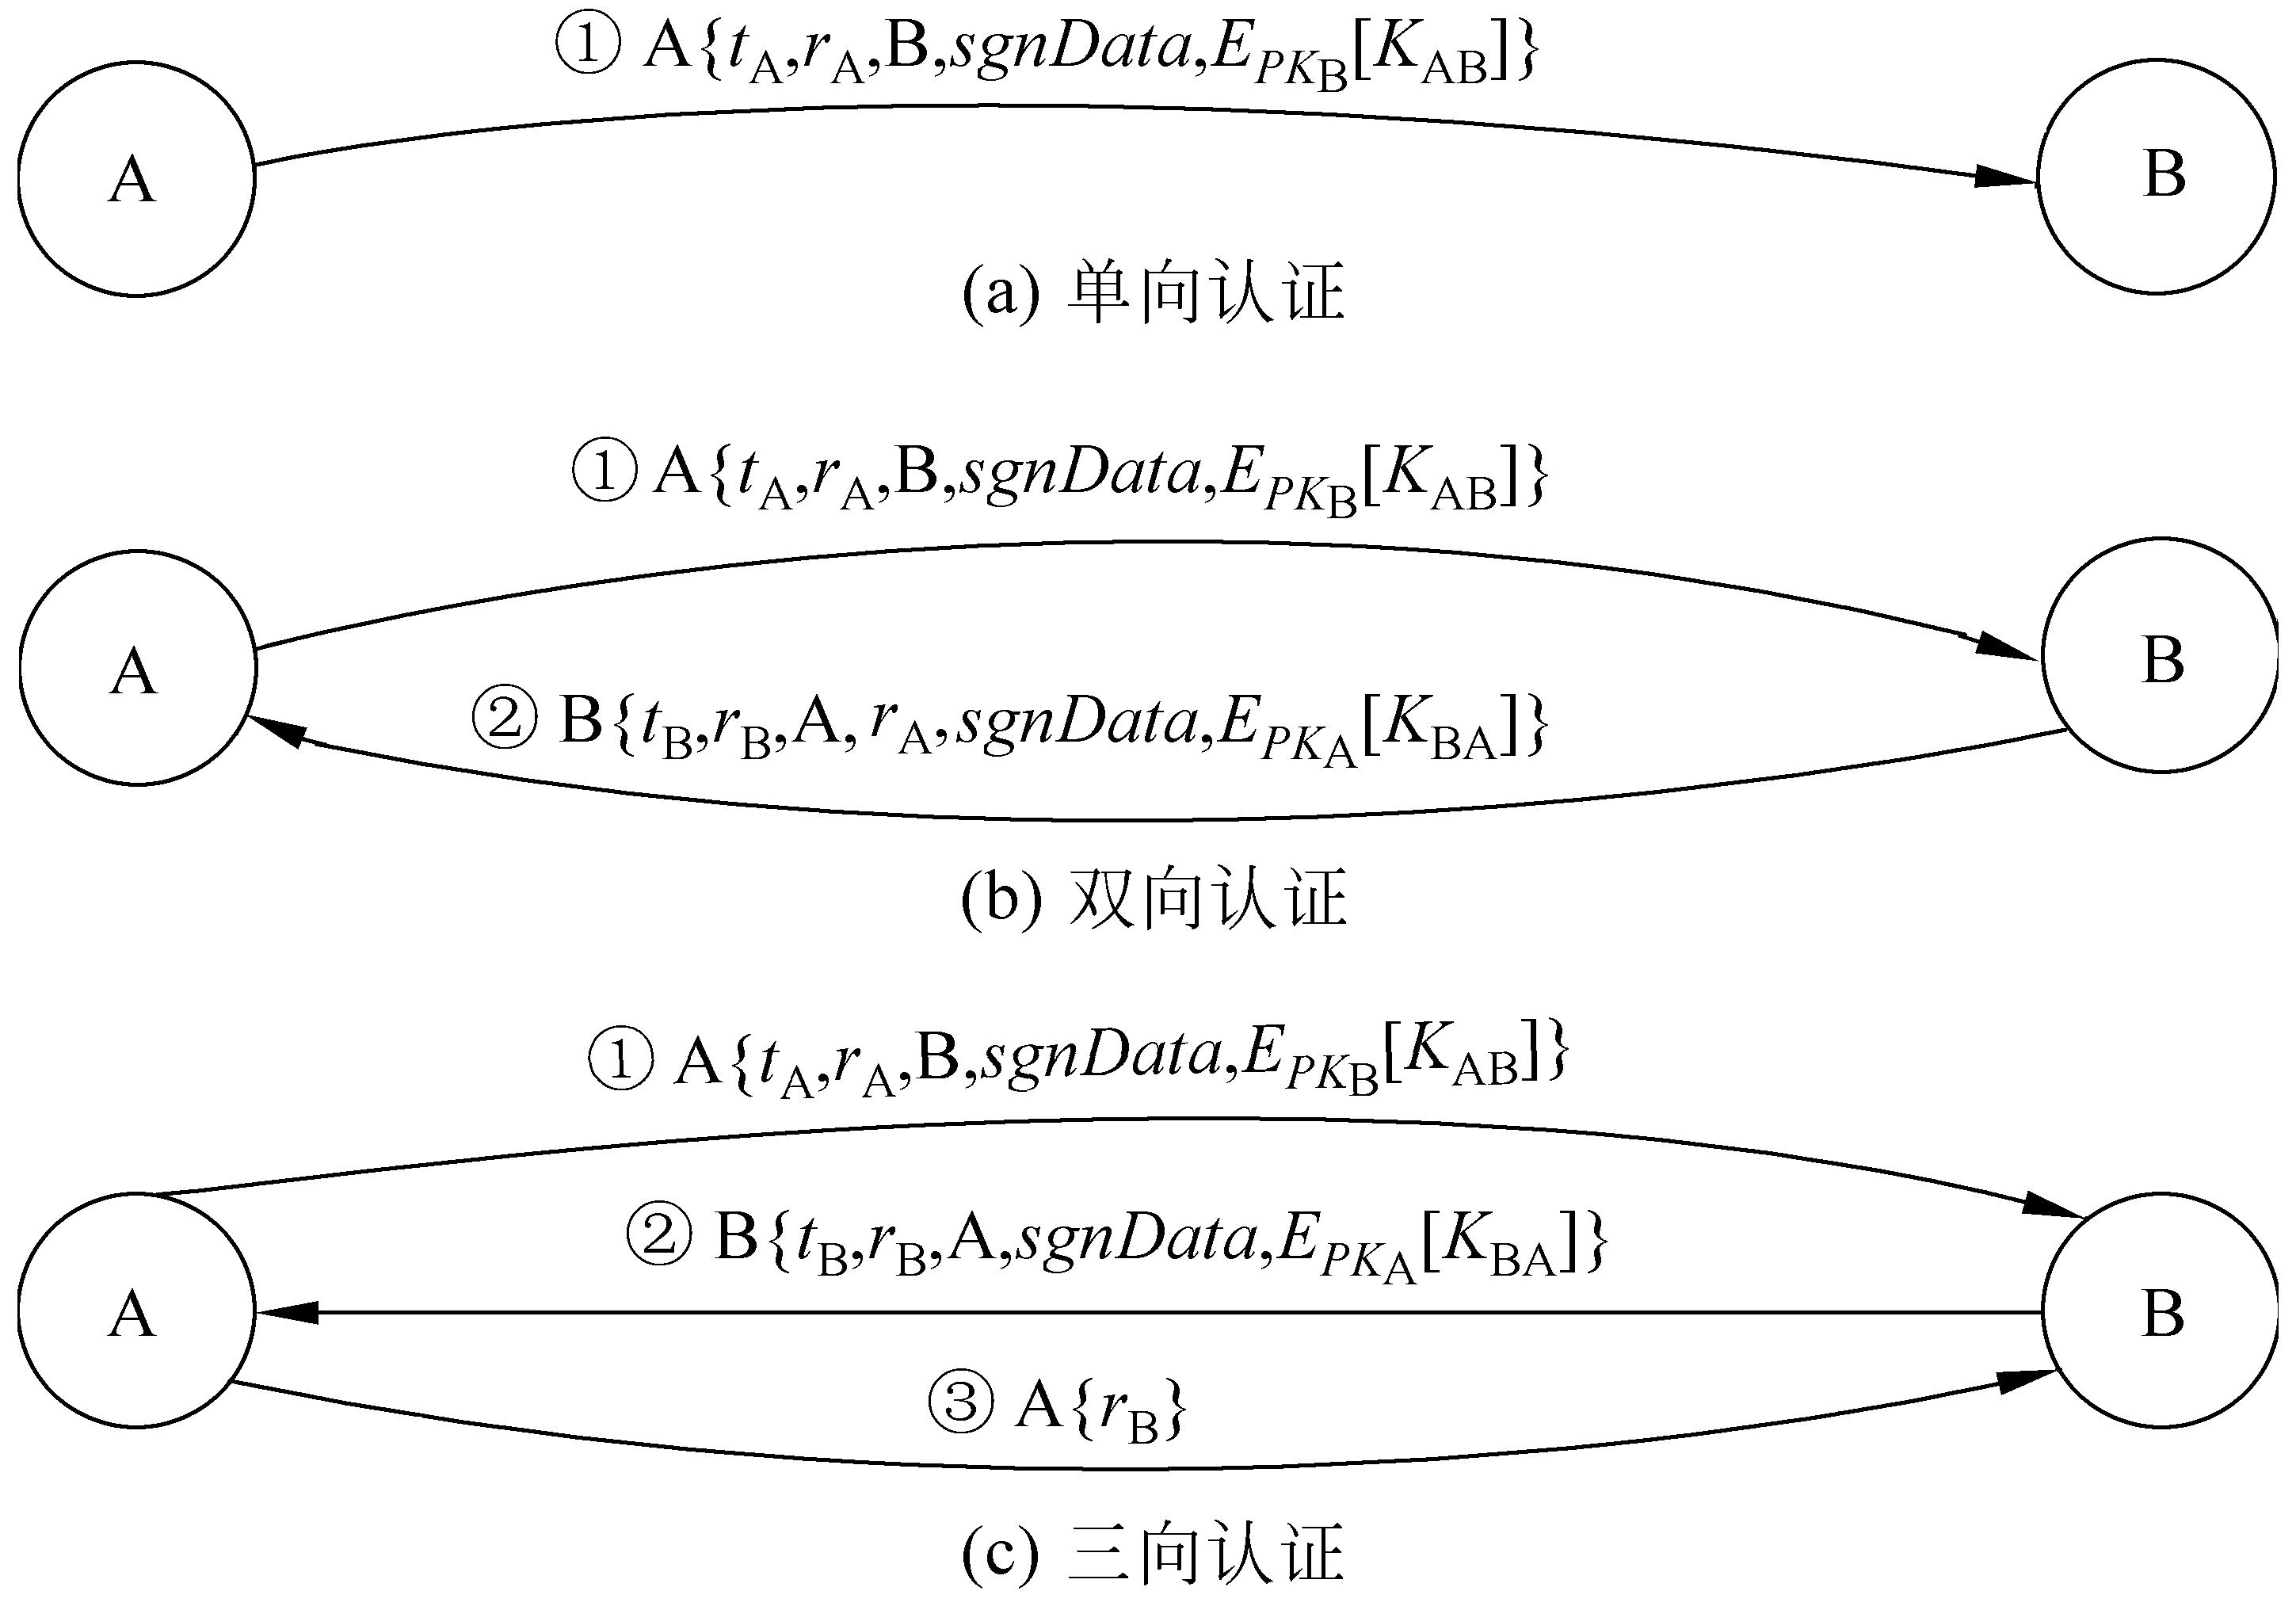 ① A{tA,rA,B,sgnData,EPKB[KAB]}
A
B
(a) 单向认证
① A{tA,rA,B,sgnData,EPKB[KAB]}
A
B
② B{tB,rB,A,rA,sgnData,EPKA[KBA]}
(b) 双向认证
① A{tA,rA,B,sgnData,EPKB[KAB]}
② B{tB,rB,A,sgnData,EPKA[KBA]}
A
B
③ A{rB}
(c) 三向认证